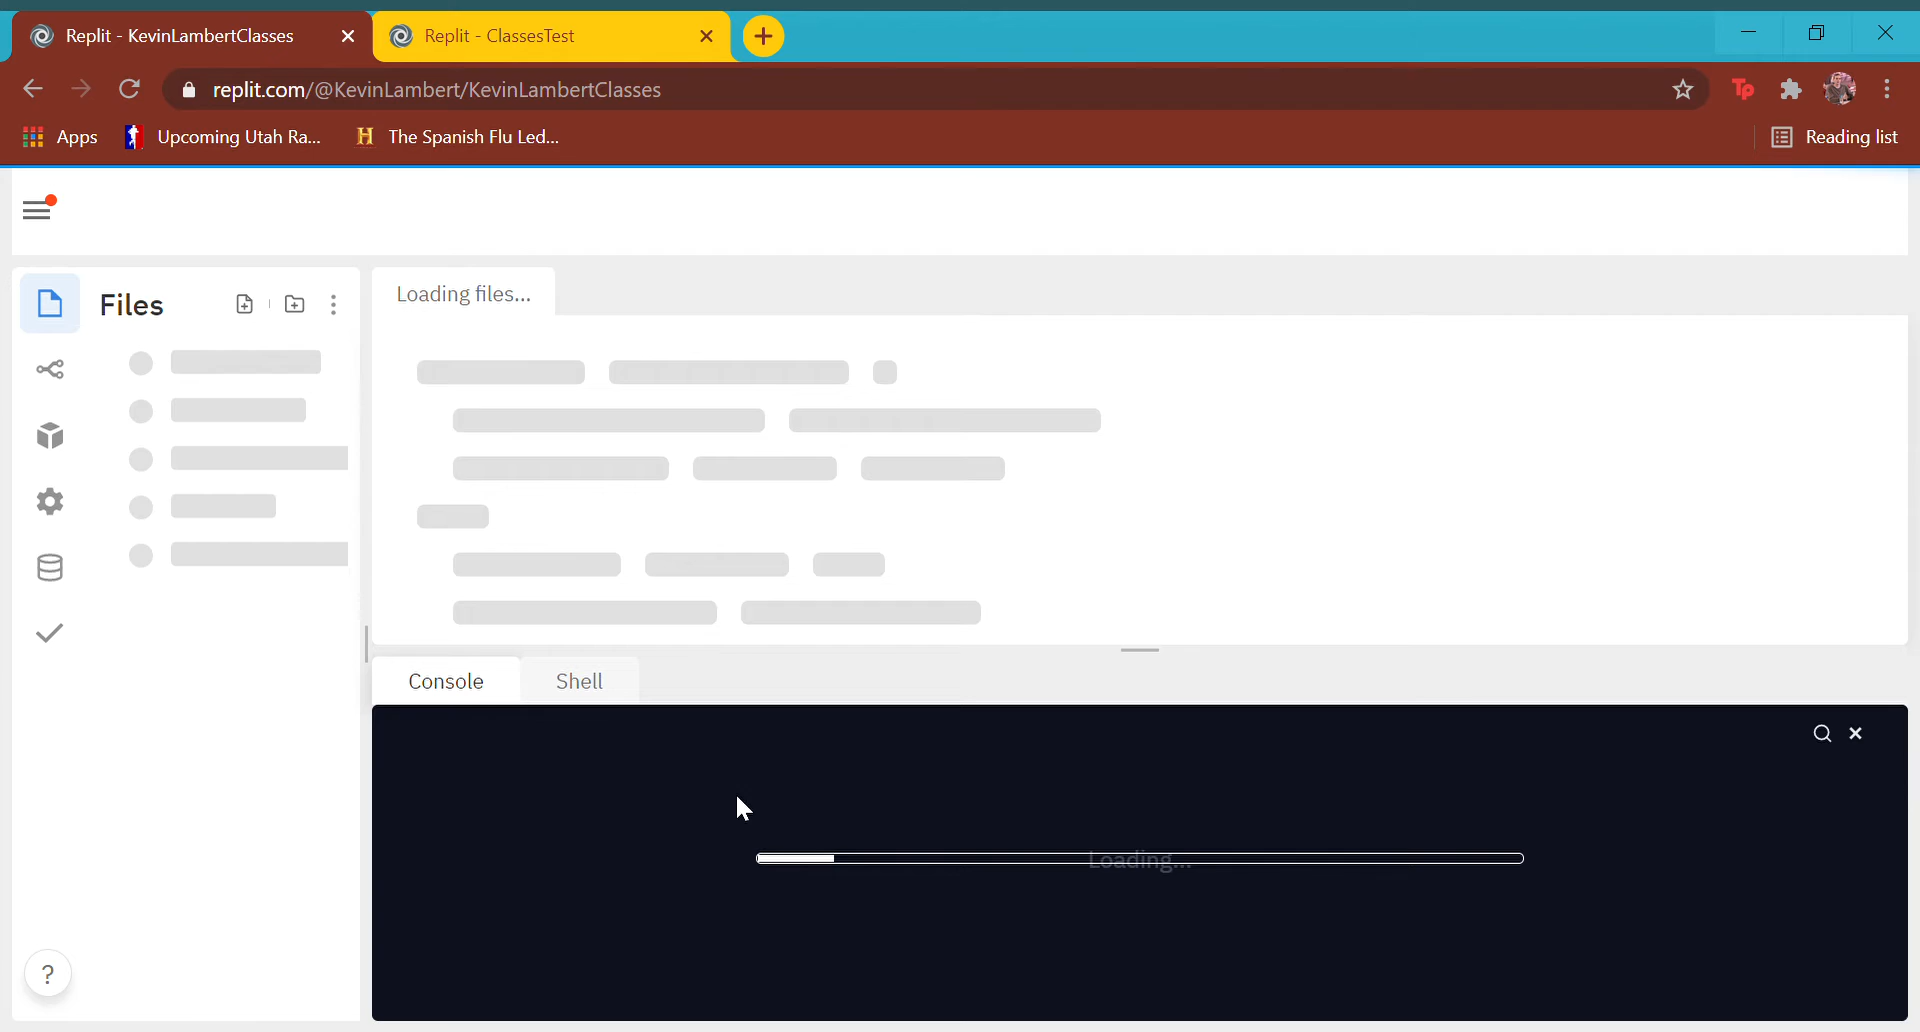 Replit - KevinLambertClasses
Replit - ClassesTest
replit.com/@KevinLambert/KevinLambertClasses
Tp
Apps
Upcoming Utah Ra...
H
The Spanish Flu Led...
Reading list
Files
Loading files...
Console
Shell
Loading...
?